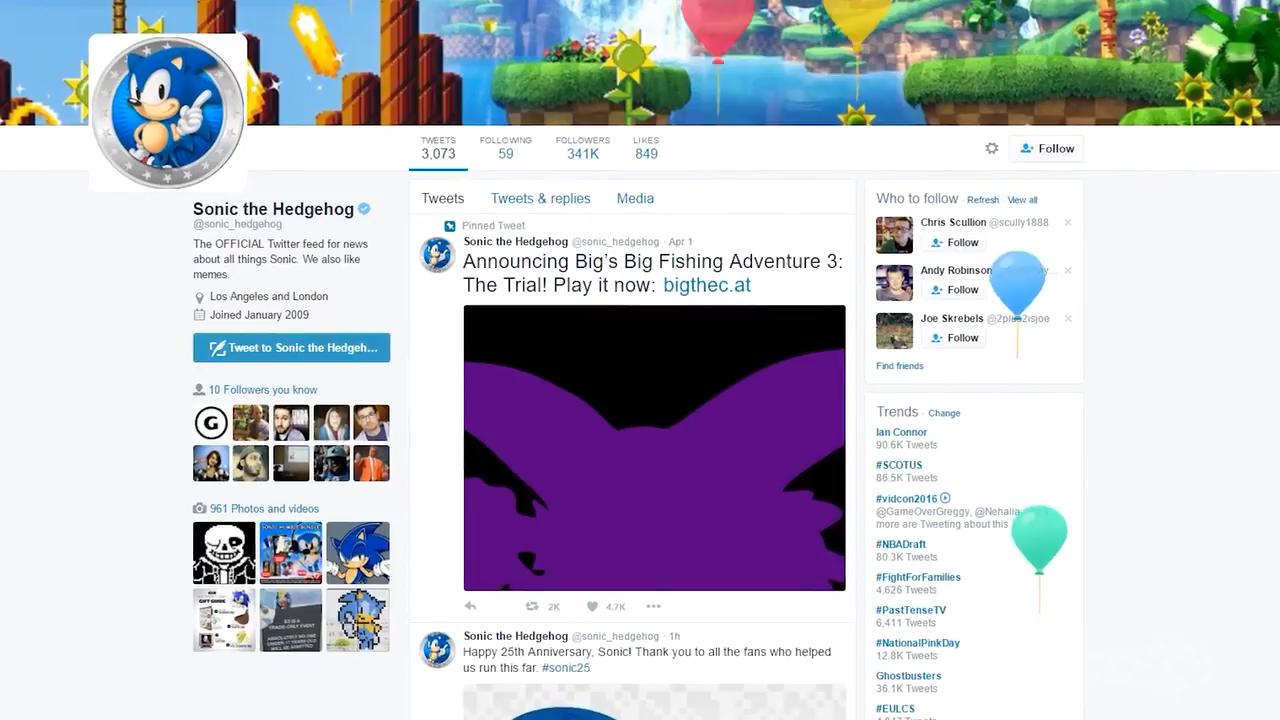 TWEETS
3,073
FOLLOWING
59
FOLLOWERS
341K
LIKES
849
Follow
Sonic the Hedgehog
@sonic_hedgehog
The OFFICIAL Twitter feed for news
about all things Sonic. We also like
memes.
Los Angeles and London
Joined January 2009
Tweet to Sonic the Hedgeh...
10 Followers you know
G
961 Photos and videos
Tweets
Tweets & replies
Media
Pinned Tweet
Sonic the Hedgehog @sonic_hedgehog · Apr 1
Announcing Big's Big Fishing Adventure 3:
The Trial! Play it now: bigthec.at
2K
4.7K
Sonic the Hedgehog @sonic_hedgehog · 1h
Happy 25th Anniversary, Sonic! Thank you to all the fans who helped
us run this far. #sonic25
Who to follow · Refresh · View all
Chris Scullion @scully1888
Follow
Andy Robinson
Follow
Joe Skrebels @2plus2isjoe
Follow
Find friends
Trends · Change
Ian Connor
90.6K Tweets
#SCOTUS
86.5K Tweets
#vidcon2016
@GameOverGreggy, @Nehalia
more are Tweeting about this
#NBADraft
80.3K Tweets
#FightForFamilies
4,626 Tweets
#PastTenseTV
6,411 Tweets
#NationalPinkDay
12.8K Tweets
Ghostbusters
36.1K Tweets
#EULCS